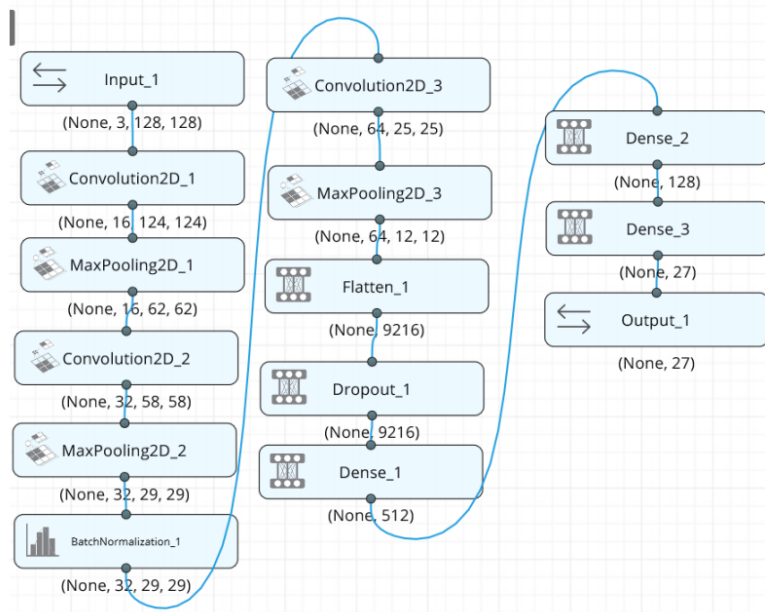 Input_1
(None, 3, 128, 128)
Convolution2D_1
(None, 16, 124, 124)
MaxPooling2D_1
(None, 16, 62, 62)
Convolution2D_2
(None, 32, 58, 58)
MaxPooling2D_2
(None, 32, 29, 29)
BatchNormalization_1
(None, 32, 29, 29)
Convolution2D_3
(None, 64, 25, 25)
MaxPooling2D_3
(None, 64, 12, 12)
Flatten_1
(None, 9216)
Dropout_1
(None, 9216)
Dense_1
(None, 512)
Dense_2
(None, 128)
Dense_3
(None, 27)
Output_1
(None, 27)